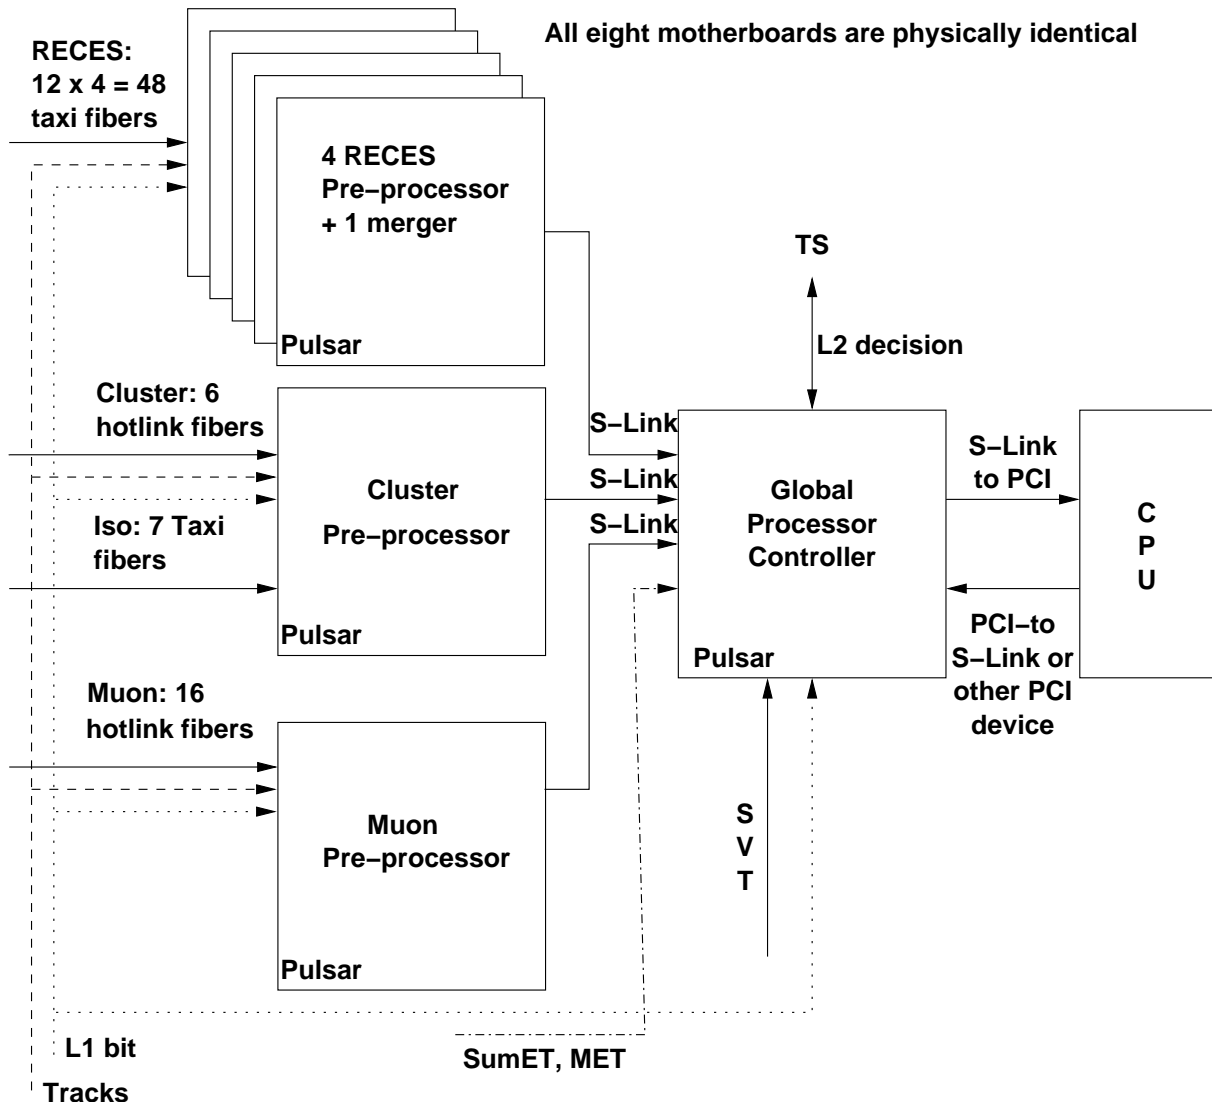 All eight motherboards are physically identical
RECES:
12 x 4 = 48
taxi fibers
4 RECES
Pre−processor
+ 1 merger
Pulsar
TS
L2 decision
Cluster: 6
hotlink fibers
Iso: 7 Taxi
fibers
Cluster
Pre−processor
Pulsar
S−Link
S−Link
S−Link
Global
Processor
Controller
Pulsar
S−Link
to PCI
C
P
U
PCI−to
S−Link or
other PCI
device
Muon: 16
hotlink fibers
Muon
Pre−processor
Pulsar
S
V
T
L1 bit
SumET, MET
Tracks